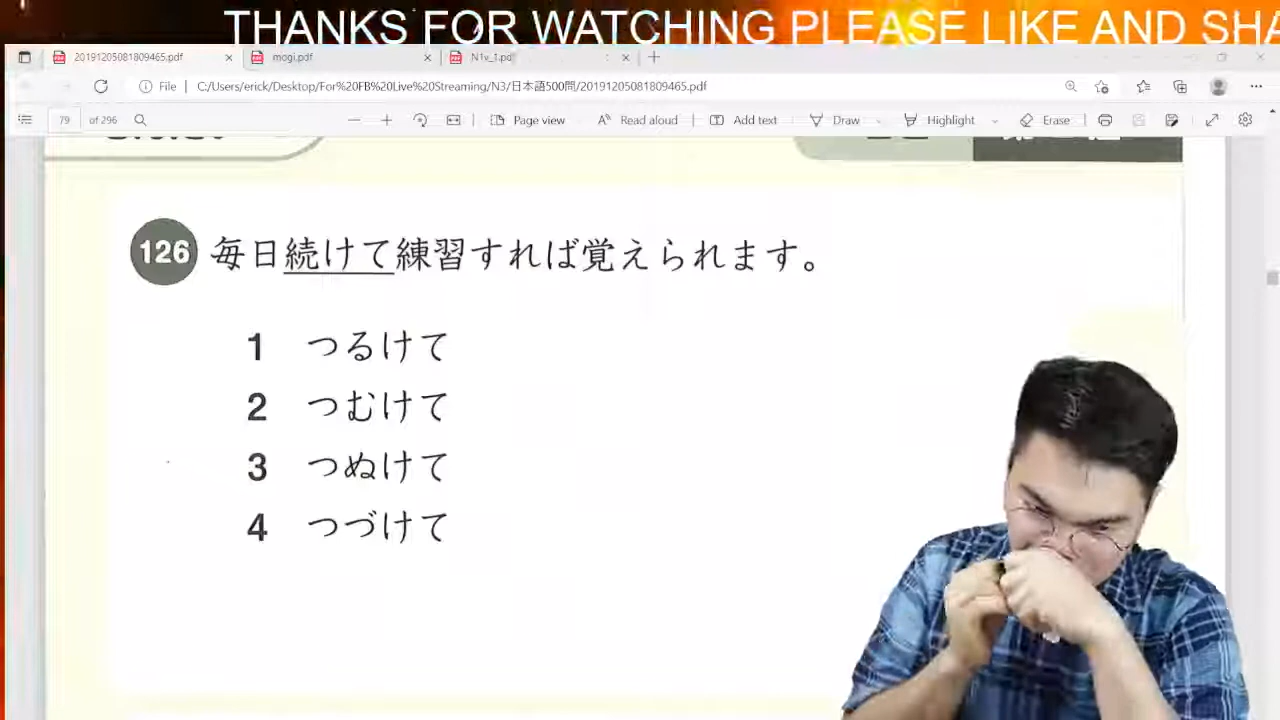 THANKS FOR WATCHING PLEASE LIKE AND SHA
20191205081809465.pdf
mogi.pdf
N1v_1.pdf
File C:/Users/erick/Desktop/For%20FB%20Live%20Streaming/N3/日本語500問/20191205081809465.pdf
79 of 296 Page view Read aloud Add text Draw Highlight Erase
126 毎日続けて練習すれば覚えられます。
1 つるけて
2 つむけて
3 つぬけて
4 つづけて